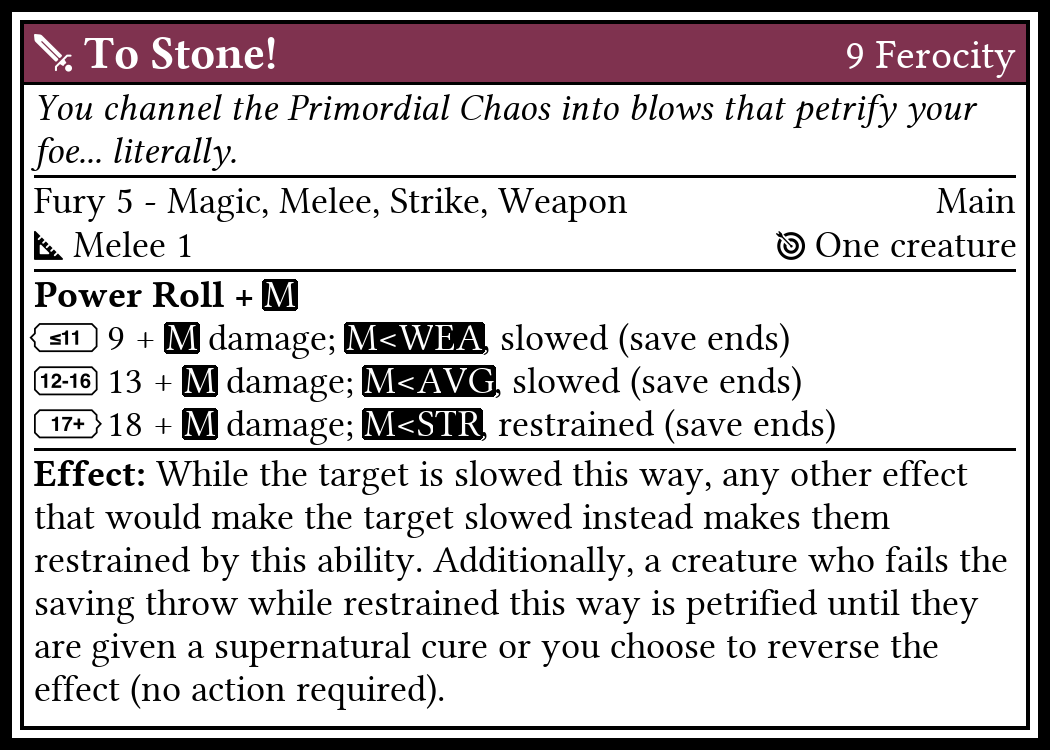 To Stone! 9 Ferocity
You channel the Primordial Chaos into blows that petrify your
foe... literally.
Fury 5 - Magic, Melee, Strike, Weapon Main
Melee 1 One creature
Power Roll + M
≤11 9 + M damage; M<WEA, slowed (save ends)
12-16 13 + M damage; M<AVG, slowed (save ends)
17+ 18 + M damage; M<STR, restrained (save ends)
Effect: While the target is slowed this way, any other effect
that would make the target slowed instead makes them
restrained by this ability. Additionally, a creature who fails the
saving throw while restrained this way is petrified until they
are given a supernatural cure or you choose to reverse the
effect (no action required).